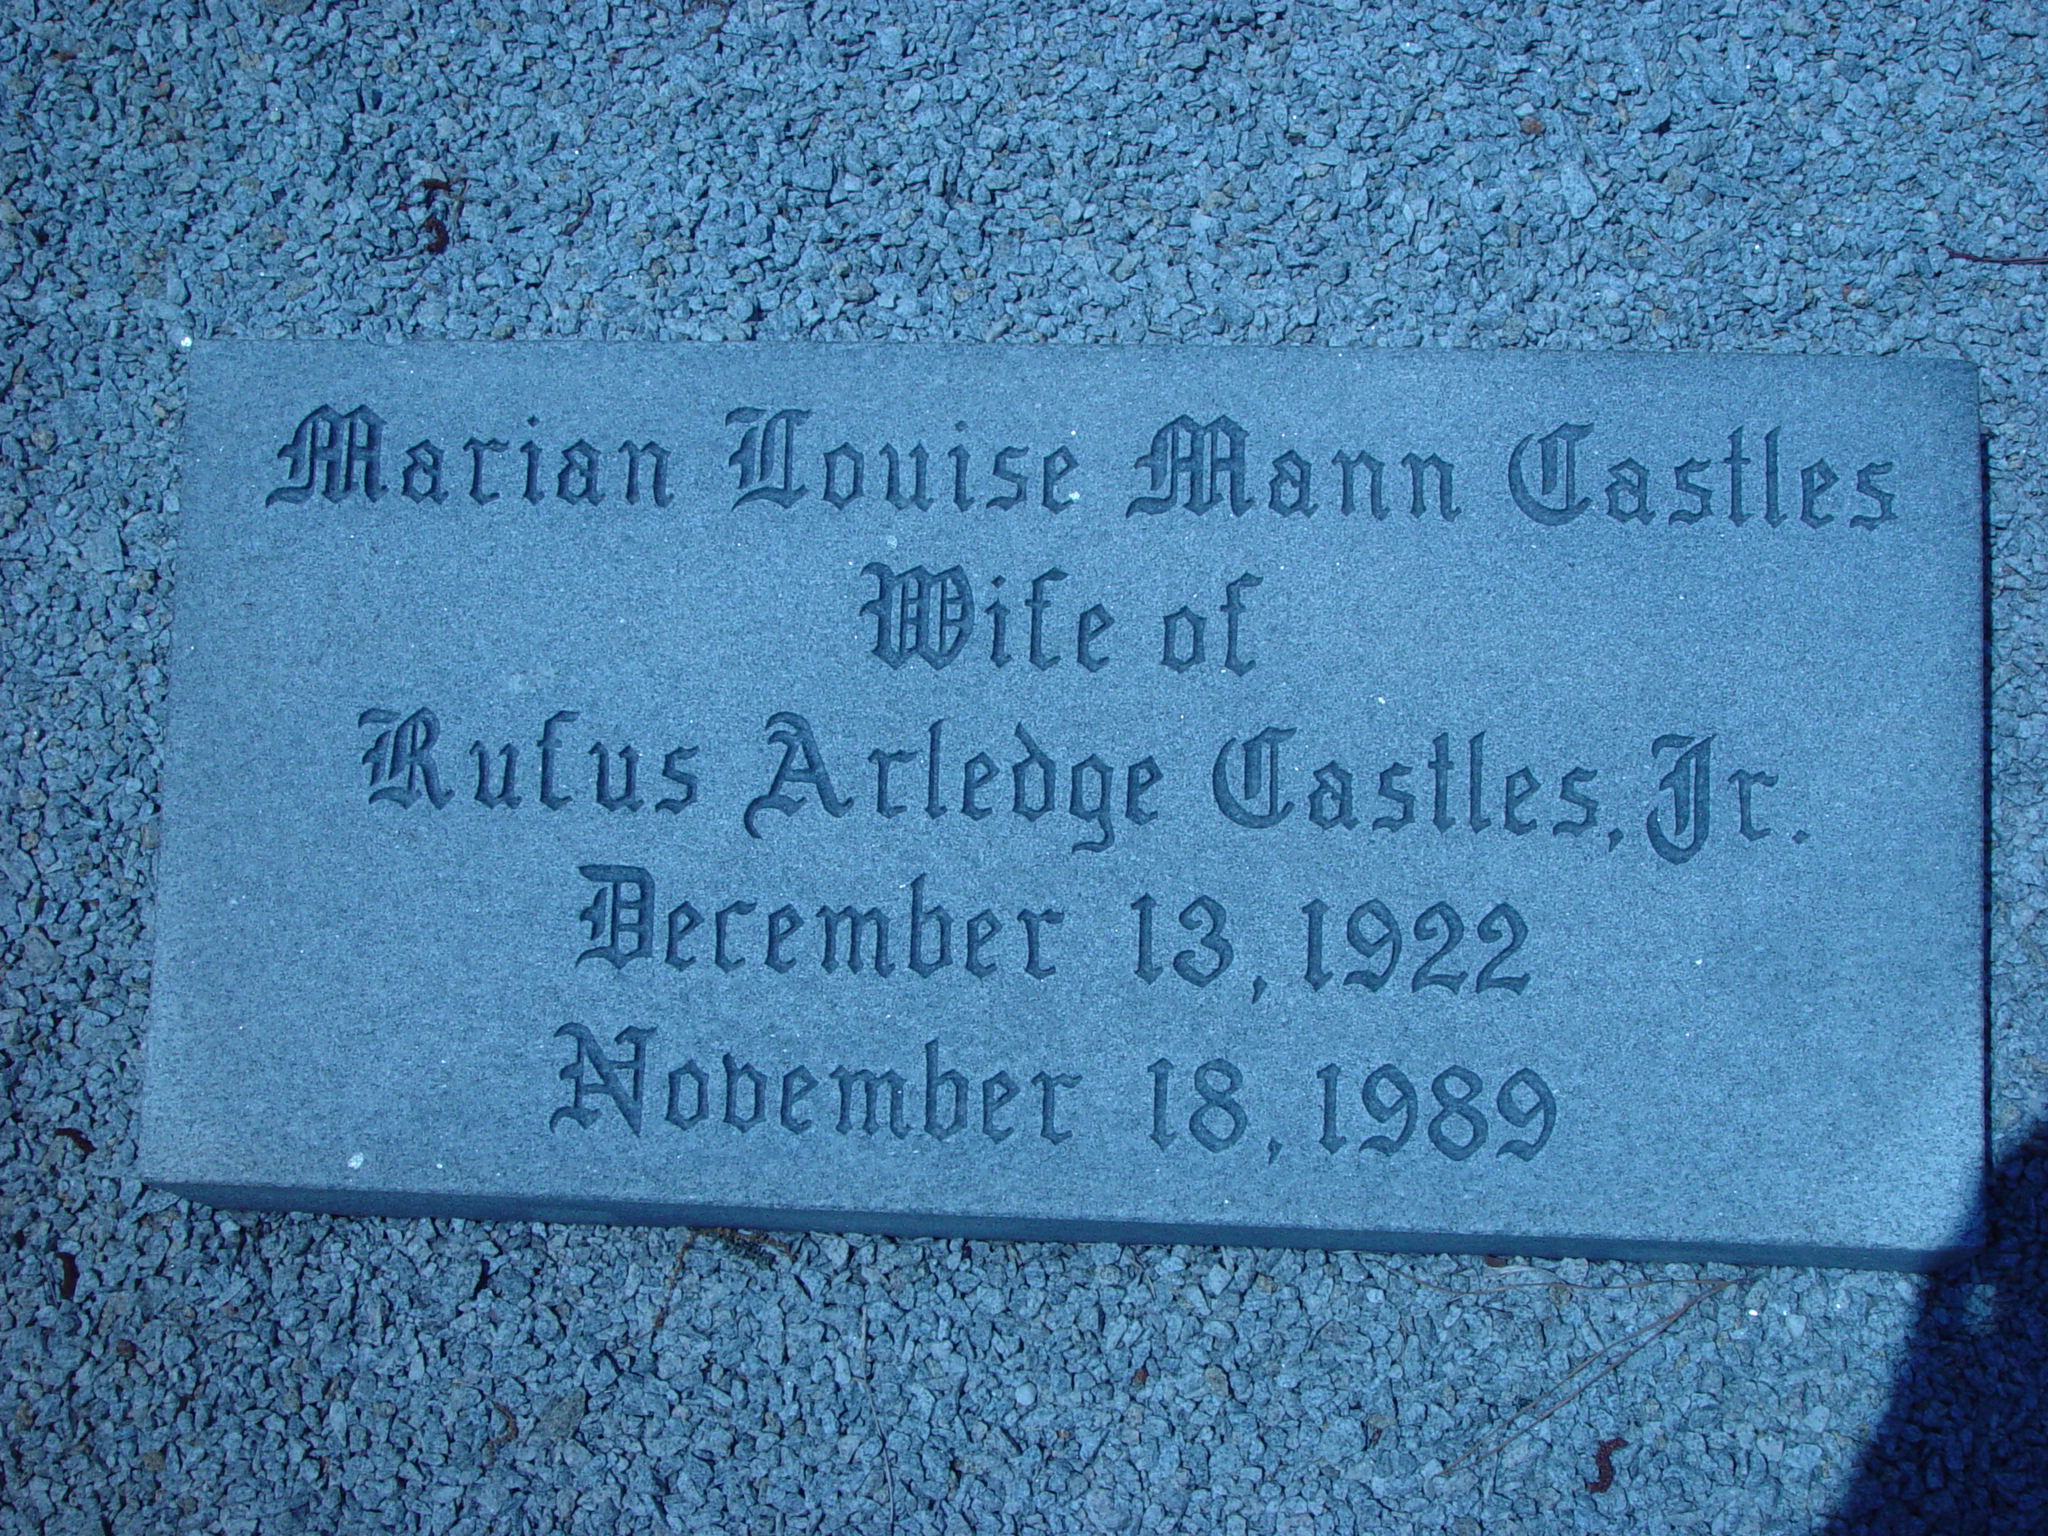 Marian Louise Mann Castles
Wife of
Rufus Arledge Castles, Jr.
December 13, 1922
November 18, 1989